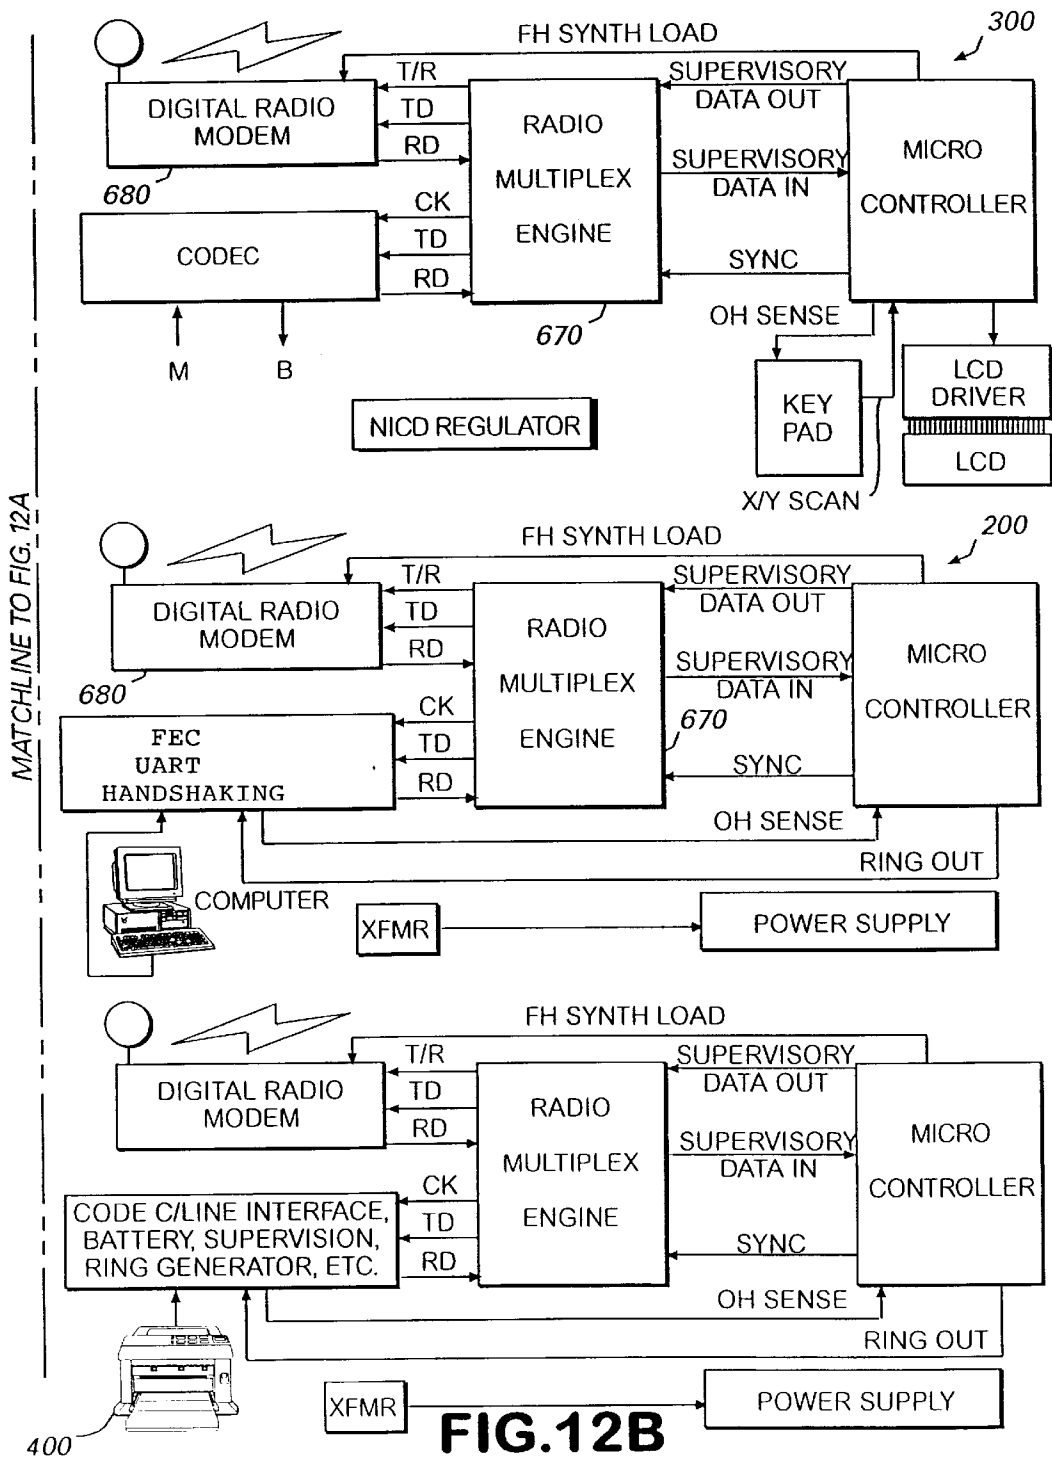 300
FH SYNTH LOAD
T/R
SUPERVISORY
DATA OUT
DIGITAL RADIO
MODEM
TD
RD
RADIO
MULTIPLEX
ENGINE
MICRO
CONTROLLER
SUPERVISORY
DATA IN
680
CK
CODEC
TD
RD
SYNC
670
OH SENSE
M
B
KEY
PAD
LCD
DRIVER
LCD
NICD REGULATOR
X/Y SCAN
MATCHLINE TO FIG. 12A
200
FH SYNTH LOAD
T/R
SUPERVISORY
DATA OUT
DIGITAL RADIO
MODEM
TD
RD
RADIO
MULTIPLEX
ENGINE
MICRO
CONTROLLER
SUPERVISORY
DATA IN
680
670
CK
FEC
UART
HANDSHAKING
TD
RD
SYNC
OH SENSE
RING OUT
COMPUTER
XFMR
POWER SUPPLY
FH SYNTH LOAD
T/R
SUPERVISORY
DATA OUT
DIGITAL RADIO
MODEM
TD
RD
RADIO
MULTIPLEX
ENGINE
MICRO
CONTROLLER
SUPERVISORY
DATA IN
CK
CODE C/LINE INTERFACE,
BATTERY, SUPERVISION,
RING GENERATOR, ETC.
TD
RD
SYNC
OH SENSE
RING OUT
XFMR
POWER SUPPLY
400
FIG.12B